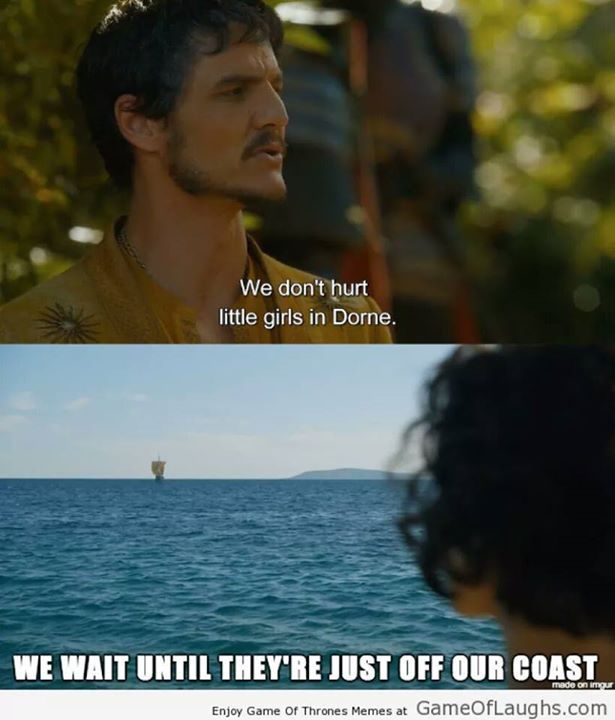 We don't hurt
little girls in Dorne.
WE WAIT UNTIL THEY'RE JUST OFF OUR COAST
made on imgur
Enjoy Game Of Thrones Memes at GameOfLaughs.com